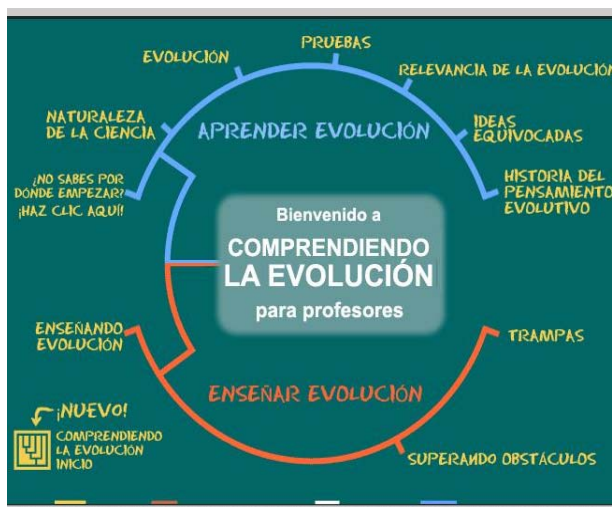 PRUEBAS
EVOLUCIÓN
RELEVANCIA DE LA EVOLUCIÓN
NATURALEZA
DE LA CIENCIA
APRENDER EVOLUCIÓN
IDEAS
EQUIVOCADAS
¿NO SABES POR
DÓNDE EMPEZAR?
¡HAZ CLIC AQUÍ!
HISTORIA DEL
PENSAMIENTO
EVOLUTIVO
Bienvenido a
COMPRENDIENDO
LA EVOLUCIÓN
para profesores
ENSEÑANDO
EVOLUCIÓN
TRAMPAS
ENSEÑAR EVOLUCIÓN
¡NUEVO!
COMPRENDIENDO
LA EVOLUCIÓN
INICIO
SUPERANDO OBSTÁCULOS